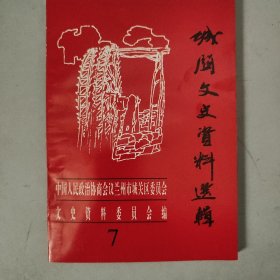 城關文史資料選輯
中国人民政治协商会议兰州市城关区委员会
文史资料委员会编
7